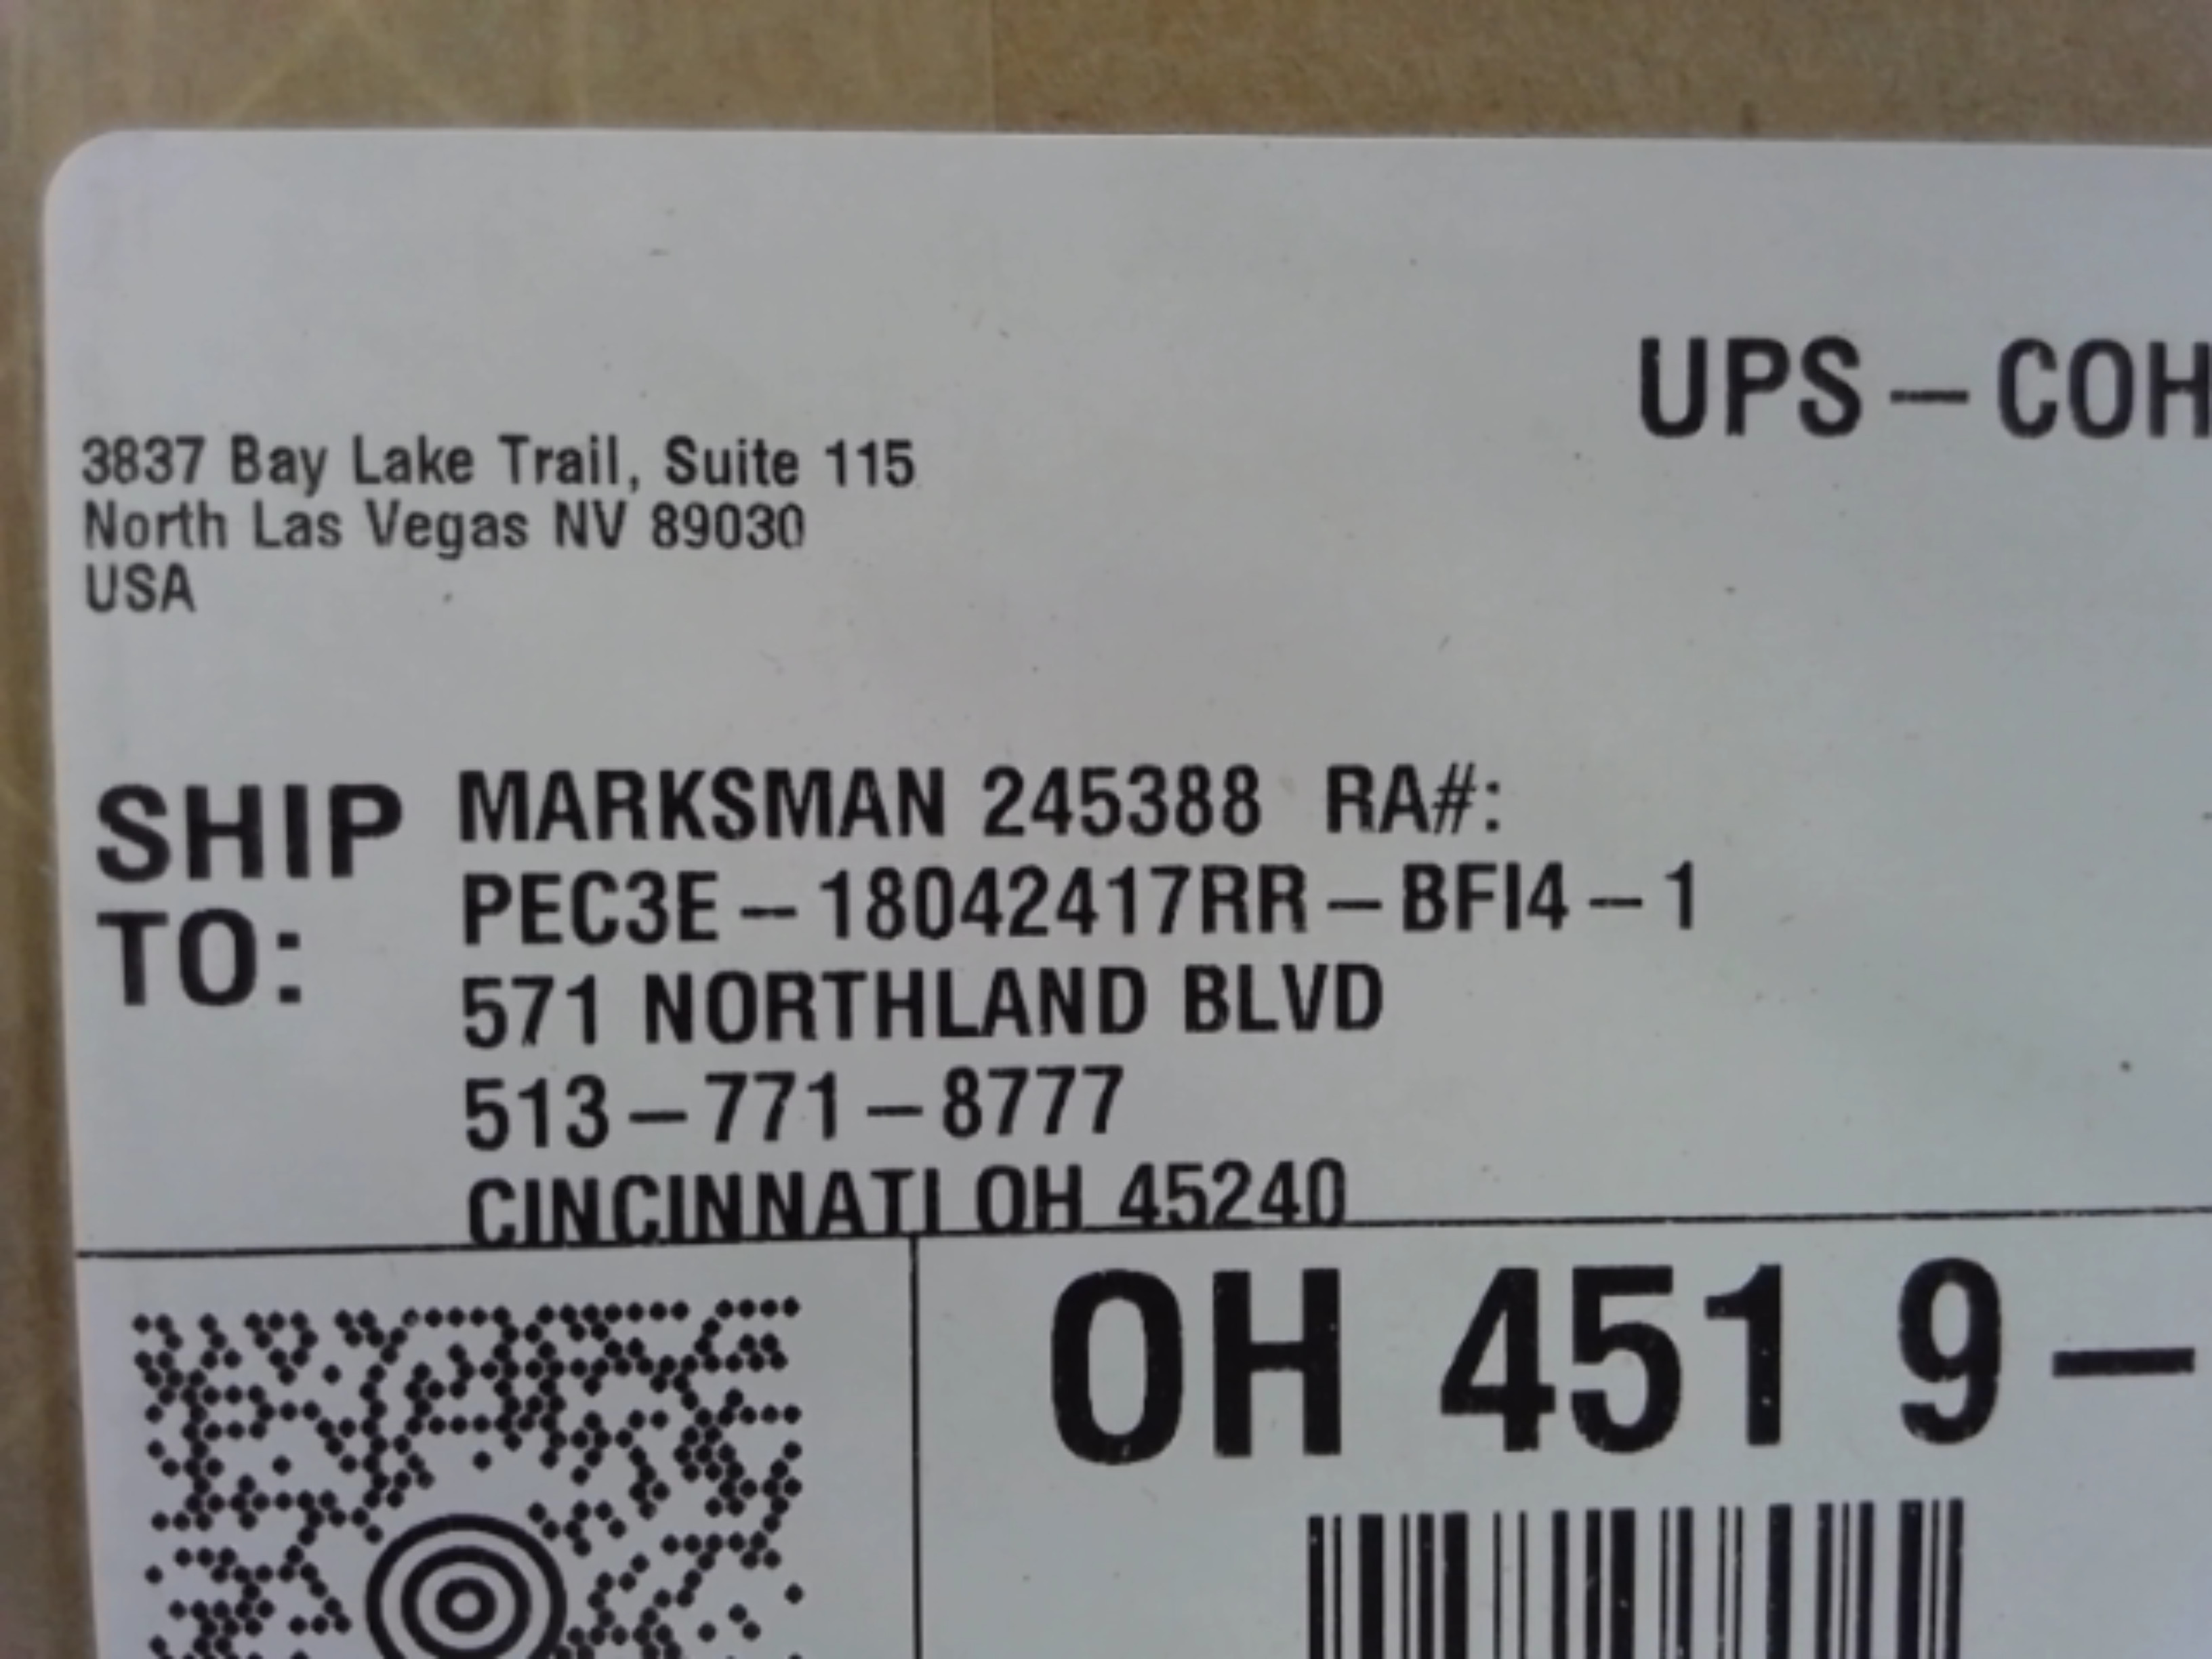 UPS – COH
3837 Bay Lake Trail, Suite 115
North Las Vegas NV 89030
USA
SHIP TO:
MARKSMAN 245388 RA#:
PEC3E – 18042417RR – BFI4 – 1
571 NORTHLAND BLVD
513 – 771 – 8777
CINCINNATI OH 45240
OH 451 9 –